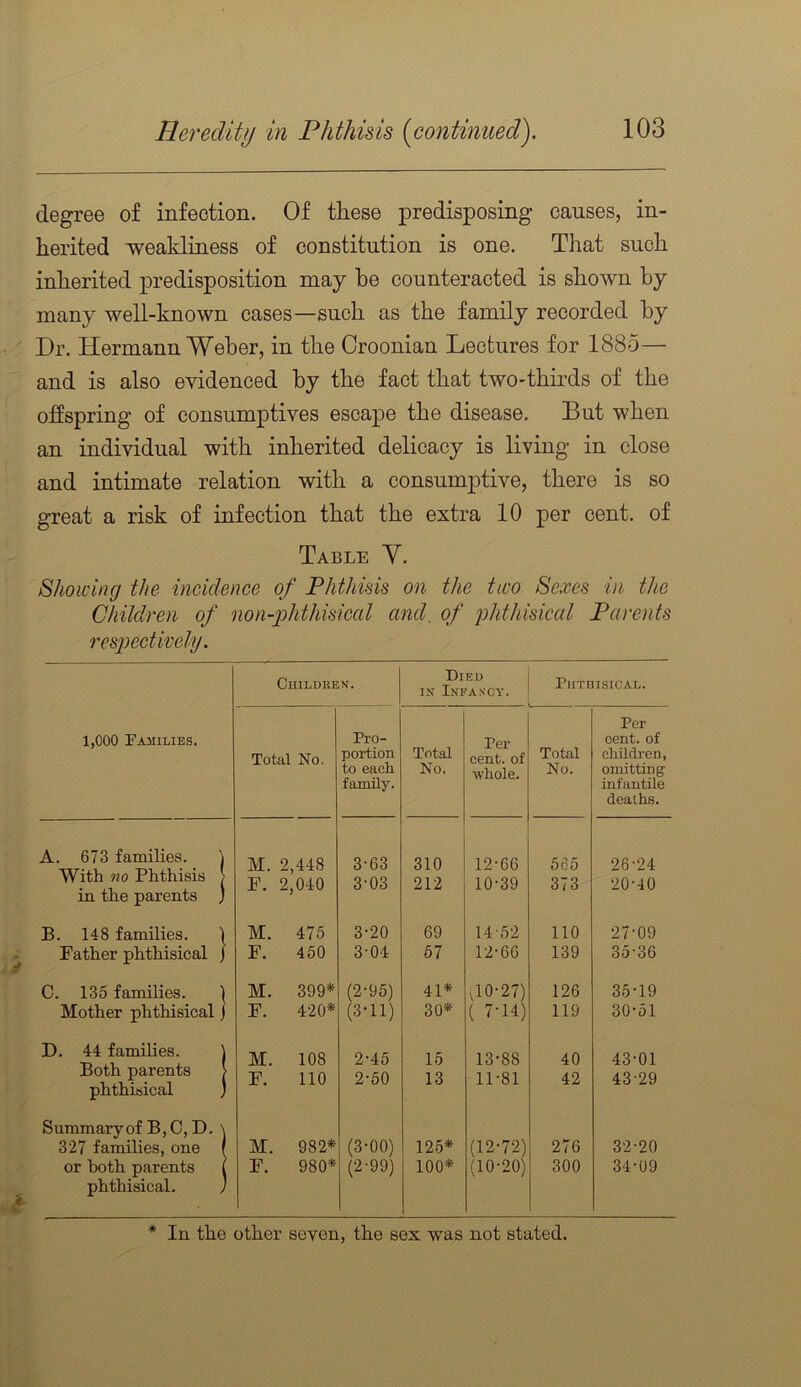 Heredity in Phthisis (continued). 103
degree of infection. Of these predisposing causes, in-
herited weakliness of constitution is one. That such
inherited predisposition may be counteracted is shown by
many well-known cases—such as the family recorded by
Dr. Hermann Weber, in the Croonian Lectures for 1885—
and is also evidenced by the fact that two-thirds of the
offspring of consumptives escape the disease. But when
an individual with inherited delicacy is living in close
and intimate relation with a consumptive, there is so
great a risk of infection that the extra 10 per cent. of
Table V.
Showing the incidence of Phthisis on the two Sexes in the
Children of non-phthisical and of phthisical Parents
respectively.
1,000 Families. | Children. | Died in Infancy. | Phthisical.
Total No. | Proportion to each family. | Total No. | Per cent. of whole. | Total No. | Per cent. of children, omitting infantile deaths.
A. 673 families. With no Phthisis in the parents
M. 2,448 3·63 310 12·66 565 26·24
F. 2,040 3·03 212 10·39 373 20·40
B. 148 families. Father phthisical
M. 475 3·20 69 14·52 110 27·09
F. 450 3·04 57 12·66 139 35·36
C. 135 families. Mother phthisical
M. 399* (2·95) 41* (10·27) 126 35·19
F. 420* (3·11) 30* (7·14) 119 30·51
D. 44 families. Both parents phthisical
M. 108 2·45 15 13·88 40 43·01
F. 110 2·50 13 11·81 42 43·29
Summary of B, C, D. 327 families, one or both parents phthisical.
M. 982* (3·00) 125* (12·72) 276 32·20
F. 980* (2·99) 100* (10·20) 300 34·09
* In the other seven, the sex was not stated.